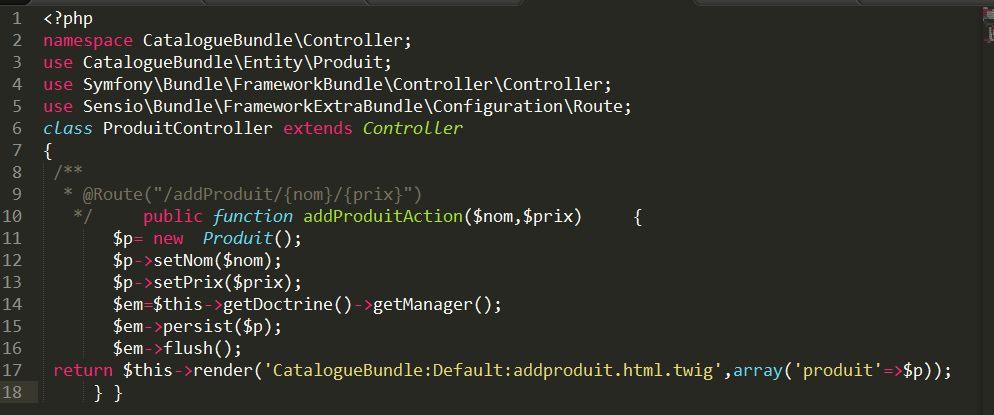 1 <?php
2 namespace CatalogueBundle\Controller;
3 use CatalogueBundle\Entity\Produit;
4 use Symfony\Bundle\FrameworkBundle\Controller\Controller;
5 use Sensio\Bundle\FrameworkExtraBundle\Configuration\Route;
6 class ProduitController extends Controller
7 {
8 /**
9 * @Route("/addProduit/{nom}/{prix}")
10 */ public function addProduitAction($nom,$prix) {
11 $p= new Produit();
12 $p->setNom($nom);
13 $p->setPrix($prix);
14 $em=$this->getDoctrine()->getManager();
15 $em->persist($p);
16 $em->flush();
17 return $this->render('CatalogueBundle:Default:addproduit.html.twig',array('produit'=>$p));
18 } }